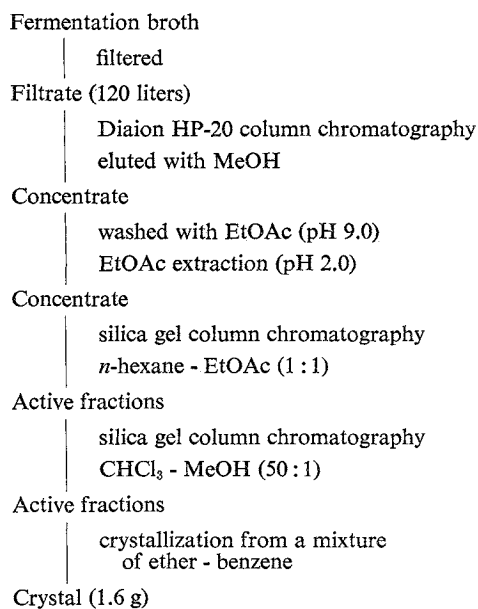 Fermentation broth
filtered
Filtrate (120 liters)
Diaion HP-20 column chromatography
eluted with MeOH
Concentrate
washed with EtOAc (pH 9.0)
EtOAc extraction (pH 2.0)
Concentrate
silica gel column chromatography
n-hexane - EtOAc (1 : 1)
Active fractions
silica gel column chromatography
CHCl₃ - MeOH (50 : 1)
Active fractions
crystallization from a mixture
of ether - benzene
Crystal (1.6 g)